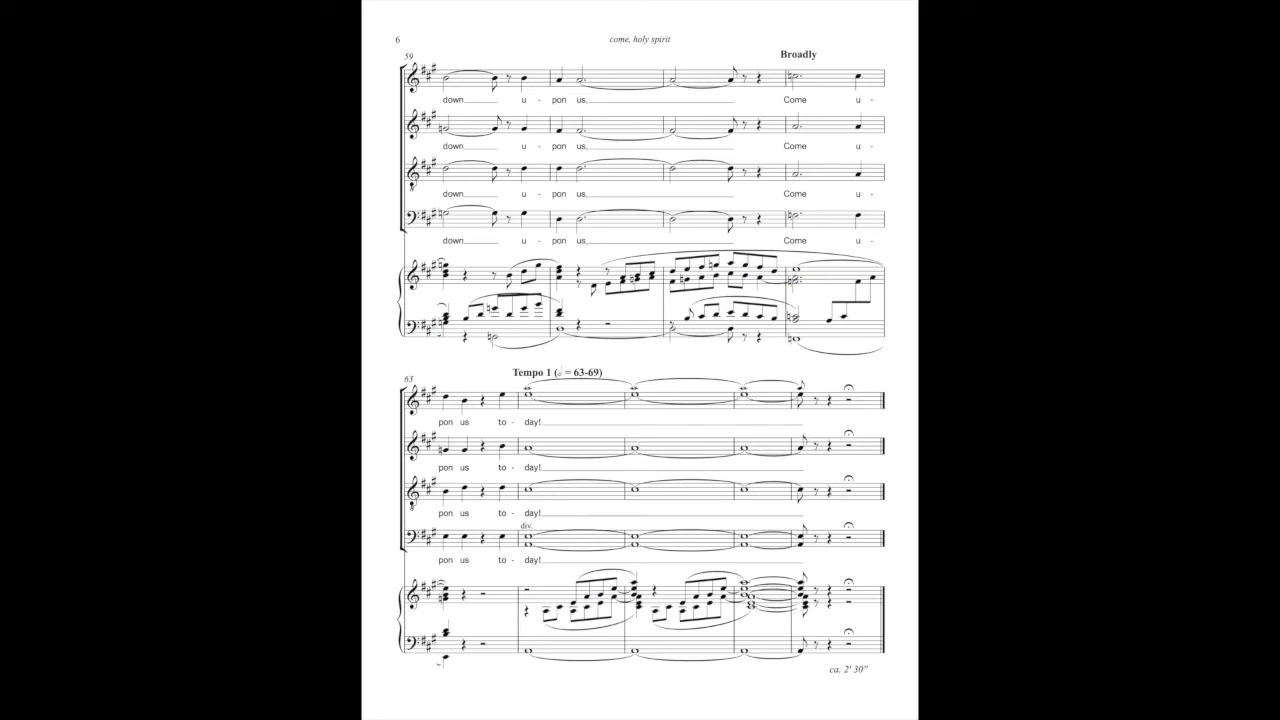 6 come, holy spirit
59 Broadly
down u - pon us, Come u -
down u - pon us, Come u -
down u - pon us, Come u -
down u - pon us, Come u -
63 Tempo 1 (𝅗𝅥 = 63-69)
pon us to - day!
pon us to - day!
pon us to - day!
div.
pon us to - day!
ca. 2' 30"